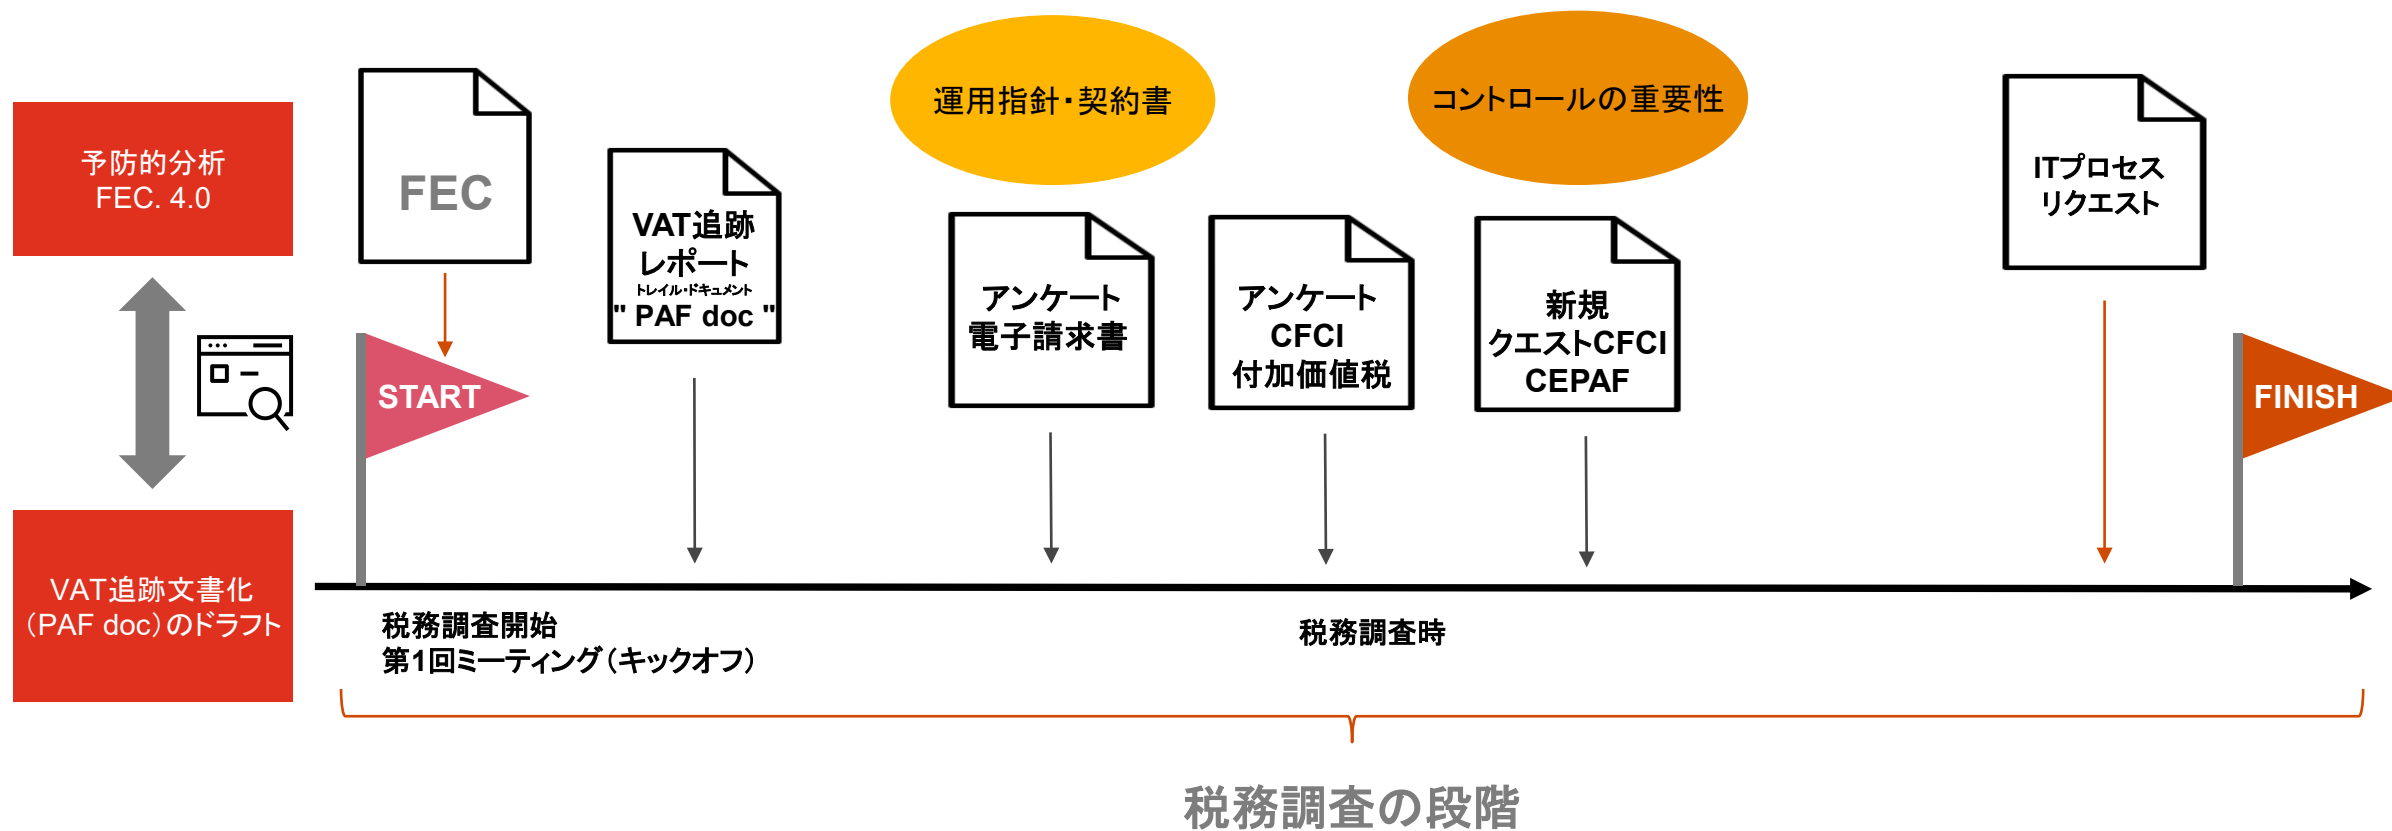 予防的分析
FEC. 4.0
VAT追跡文書化
（PAF doc）のドラフト
FEC
START
VAT追跡
レポート
トレイル・ドキュメント
" PAF doc "
運用指針・契約書
コントロールの重要性
アンケート
電子請求書
アンケート
CFCI
付加価値税
新規
クエストCFCI
CEPAF
ITプロセス
リクエスト
FINISH
税務調査開始
第1回ミーティング（キックオフ）
税務調査時
税務調査の段階